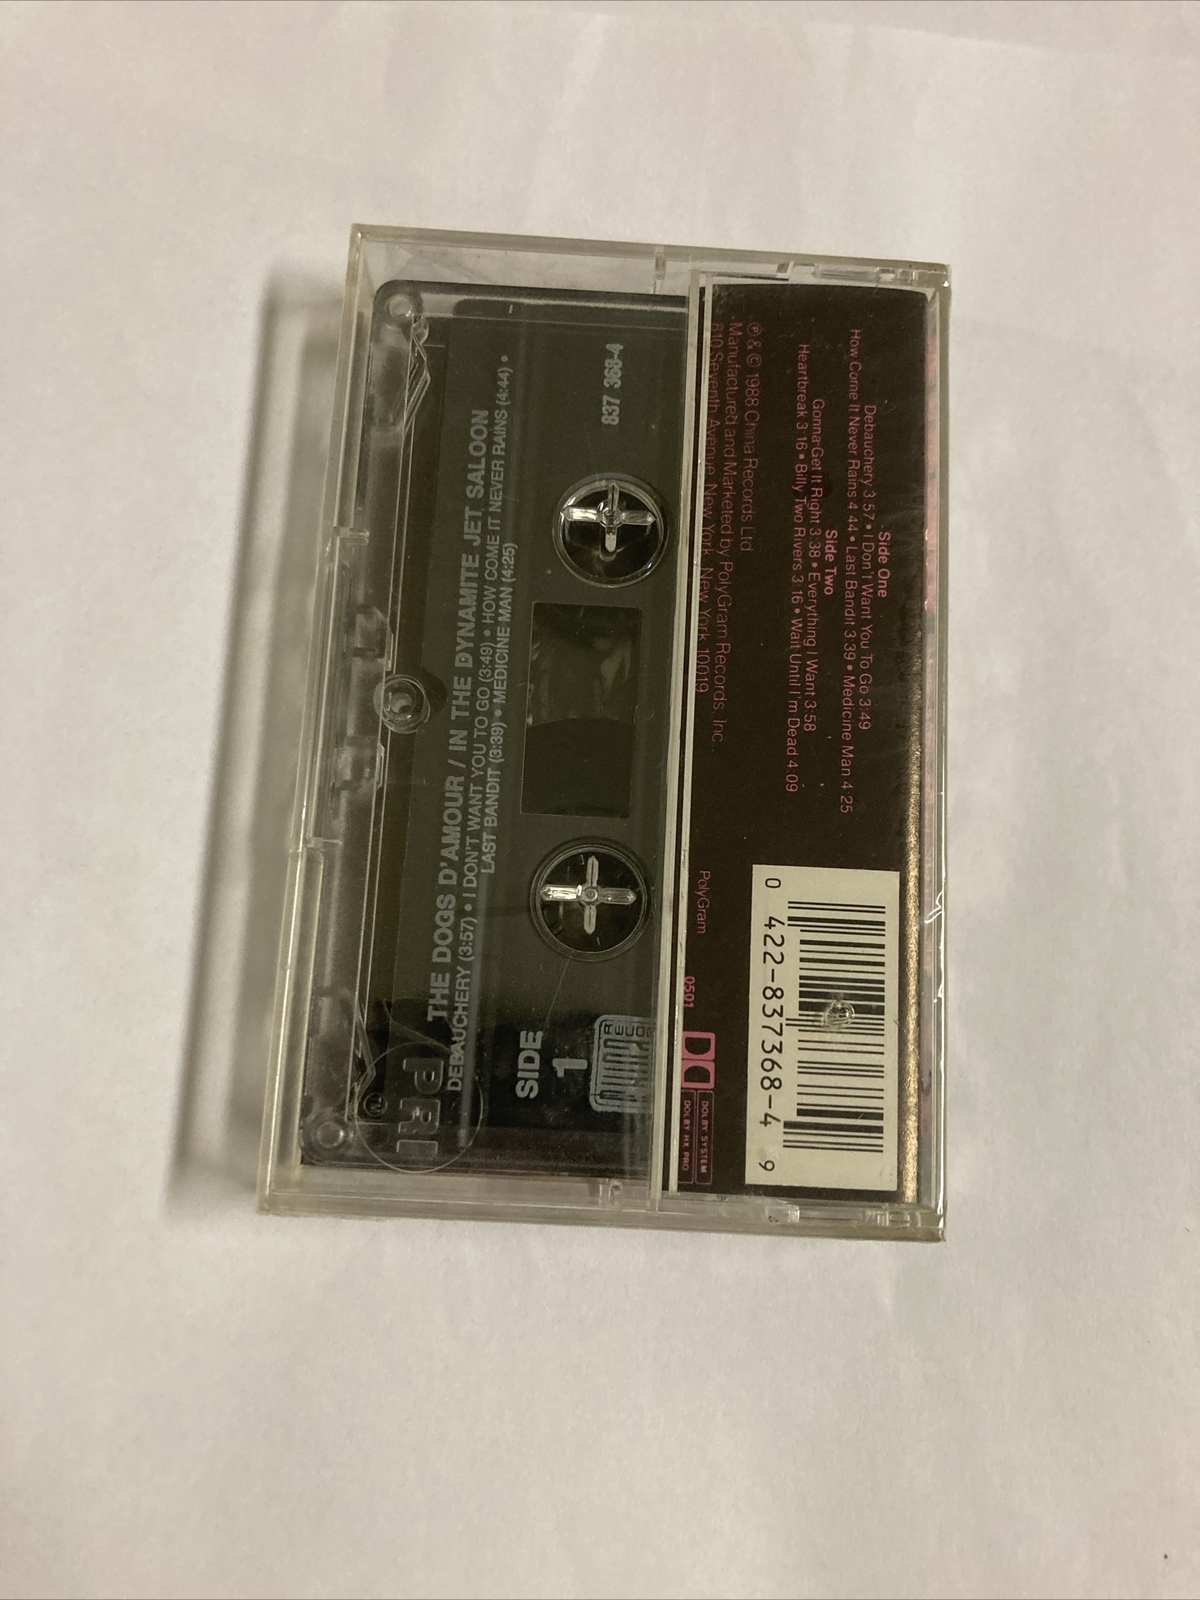 Side One
Debauchery 3:57 • I Don't Want You To Go 3:49
How Come It Never Rains 4:44 • Last Bandit 3:39 • Medicine Man 4:25
Side Two
Gonna Get It Right 3:38 • Everything I Want 3:58
Heartbreak 3:16 • Billy Two Rivers 3:16 • Wait Until I'm Dead 4:09
℗ & © 1988 China Records Ltd
Manufactured and Marketed by PolyGram Records, Inc.
810 Seventh Avenue, New York, New York 10019
PolyGram
0501
DOLBY SYSTEM
DOLBY HX PRO
0 422-837368-4 9
837 368-4
SIDE
1
THE DOGS D'AMOUR / IN THE DYNAMITE JET SALOON
DEBAUCHERY (3:57) • I DON'T WANT YOU TO GO (3:49) • HOW COME IT NEVER RAINS (4:44) •
LAST BANDIT (3:39) • MEDICINE MAN (4:25)
PRI
TM